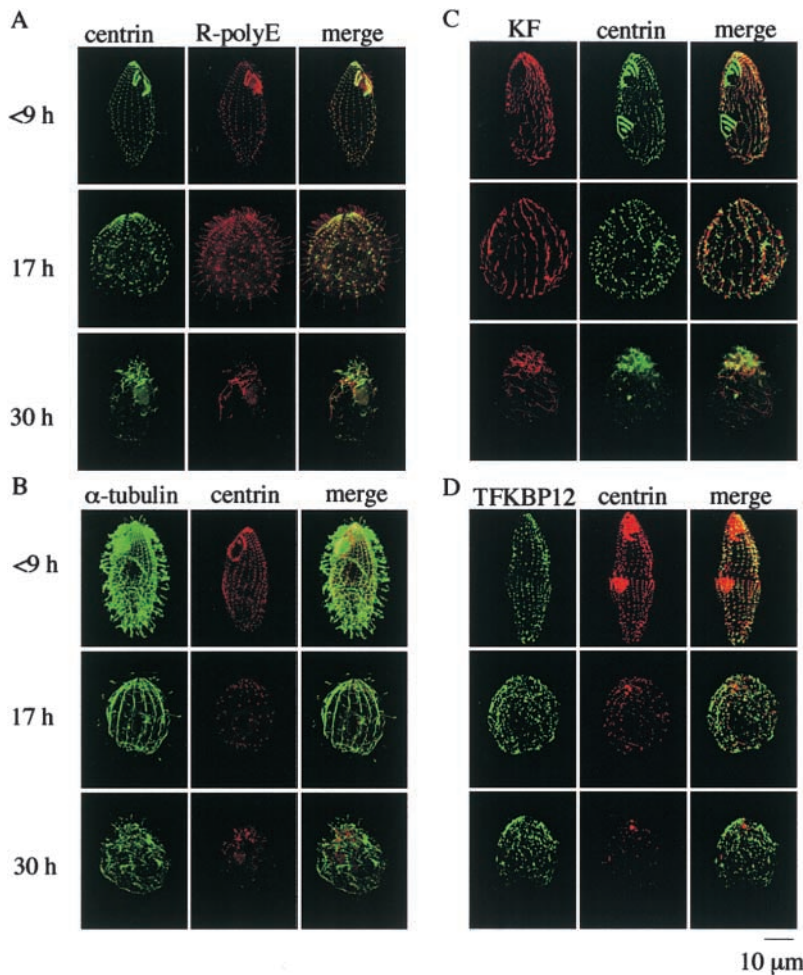 A
centrin R-polyE merge
<9 h
17 h
30 h
B
α-tubulin centrin merge
<9 h
17 h
30 h
C
KF centrin merge
D
TFKBP12 centrin merge
10 μm